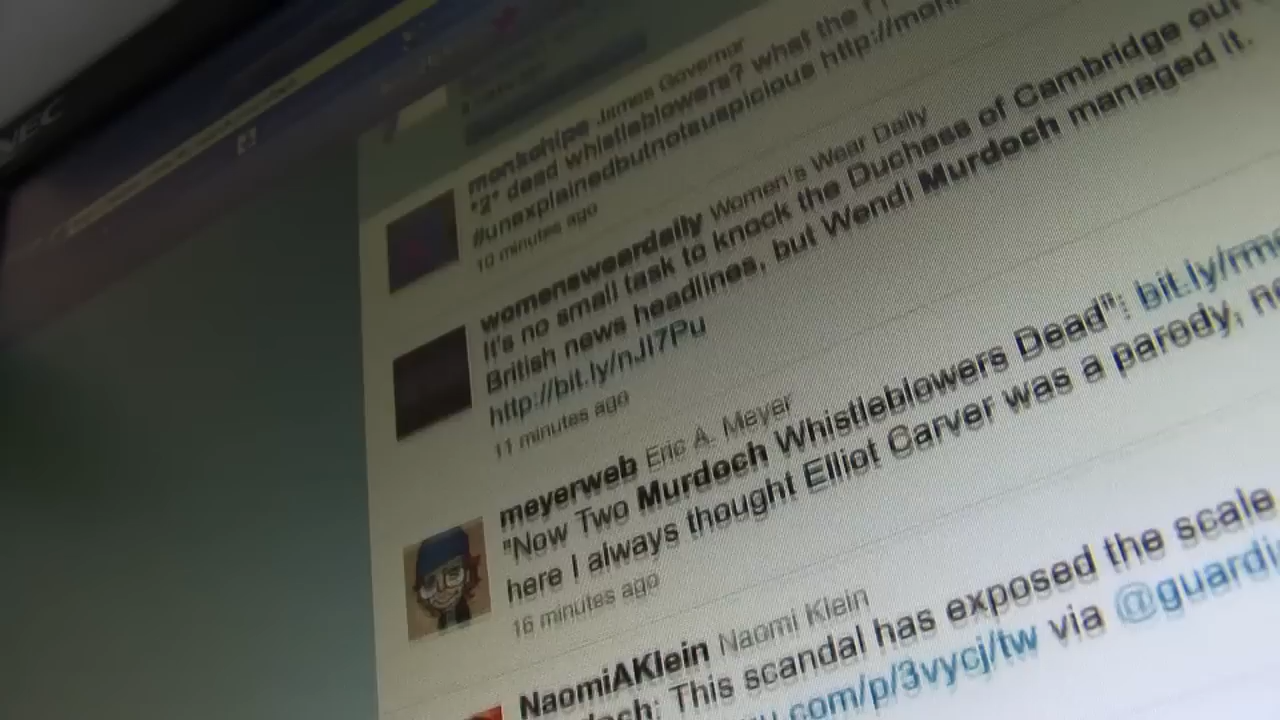 NEC
monkchips James Governor
"2" dead whistleblowers? what the f
#unexplainedbutnotsuspicious http://
10 minutes ago
womensweardaily Women's Wear Daily
It's no small task to knock the Duchess of Cambridge out
British news headlines, but Wendi Murdoch managed it.
http://bit.ly/nJI7Pu
11 minutes ago
meyerweb Eric A. Meyer
"Now Two Murdoch Whistleblowers Dead": bit.ly/rm
here I always thought Elliot Carver was a parody,
16 minutes ago
NaomiAKlein Naomi Klein
doch: This scandal has exposed the scale
com/p/3vycj/tw via @guardi